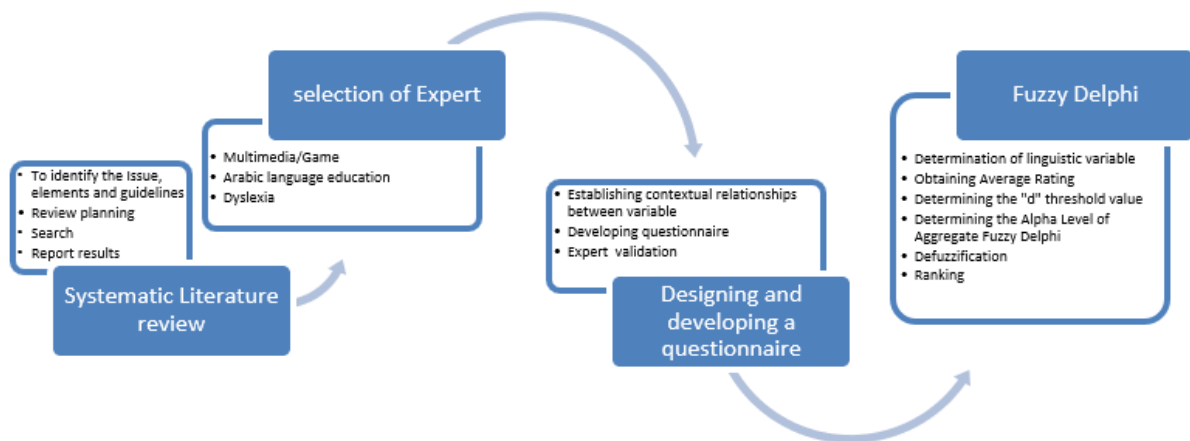 • To identify the Issue,
elements and guidelines
• Review planning
• Search
• Report results
Systematic Literature
review
selection of Expert
• Multimedia/Game
• Arabic language education
• Dyslexia
• Establishing contextual relationships
between variable
• Developing questionnaire
• Expert validation
Designing and
developing a
questionnaire
Fuzzy Delphi
• Determination of linguistic variable
• Obtaining Average Rating
• Determining the "d" threshold value
• Determining the Alpha Level of
Aggregate Fuzzy Delphi
• Defuzzification
• Ranking